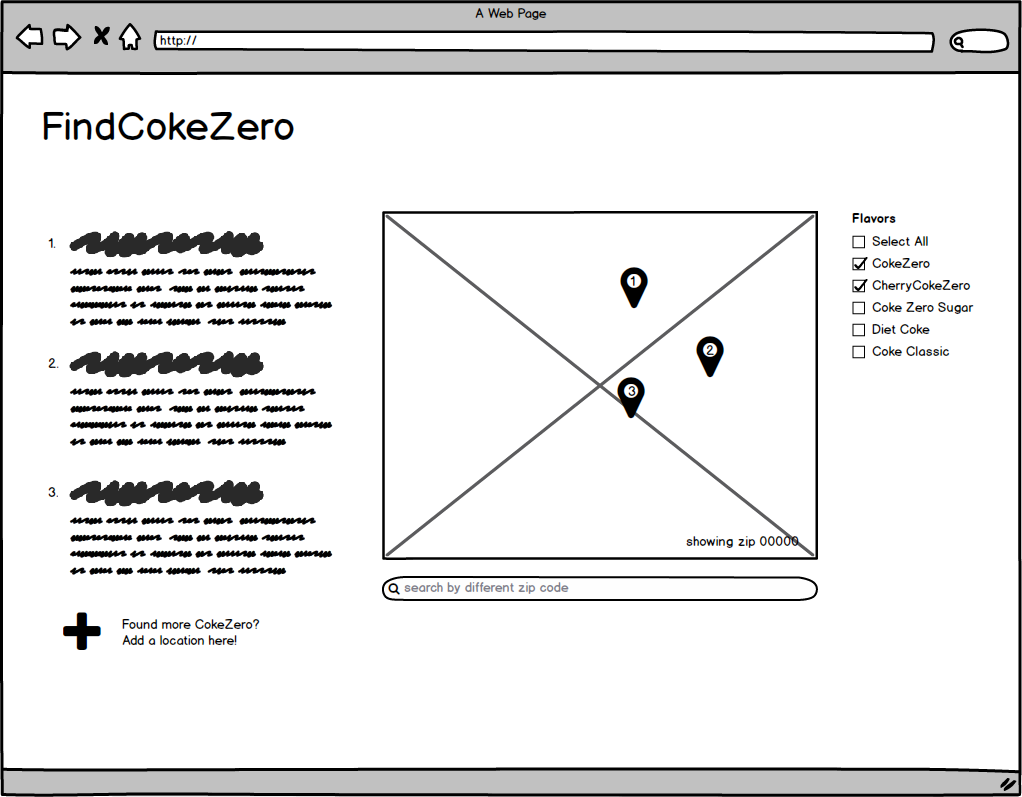 A Web Page
http://
FindCokeZero
1.
2.
3.
Found more CokeZero?
Add a location here!
1
2
3
showing zip 00000
search by different zip code
Flavors
Select All
CokeZero
CherryCokeZero
Coke Zero Sugar
Diet Coke
Coke Classic